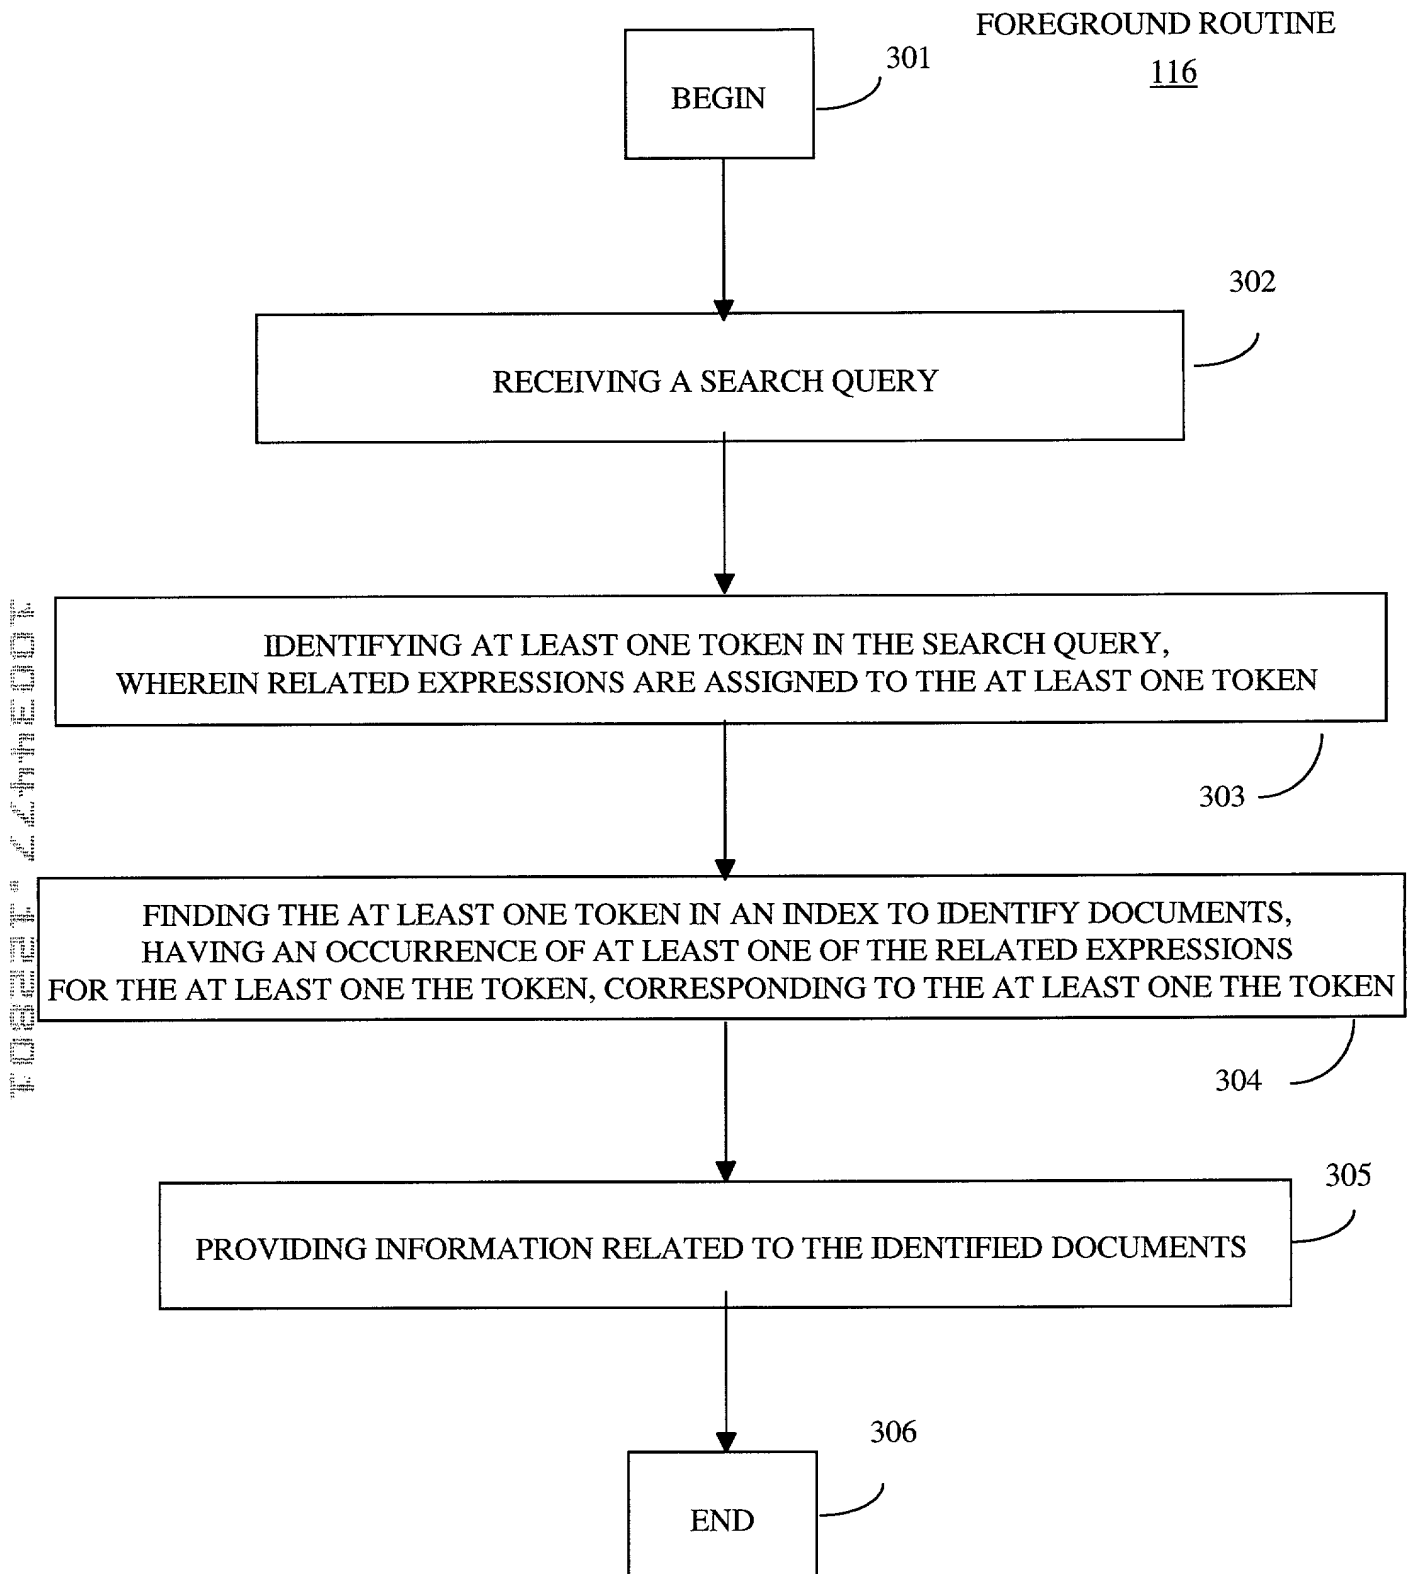 FOREGROUND ROUTINE
116
BEGIN
301
302
RECEIVING A SEARCH QUERY
IDENTIFYING AT LEAST ONE TOKEN IN THE SEARCH QUERY,
WHEREIN RELATED EXPRESSIONS ARE ASSIGNED TO THE AT LEAST ONE TOKEN
303
FINDING THE AT LEAST ONE TOKEN IN AN INDEX TO IDENTIFY DOCUMENTS,
HAVING AN OCCURRENCE OF AT LEAST ONE OF THE RELATED EXPRESSIONS
FOR THE AT LEAST ONE THE TOKEN, CORRESPONDING TO THE AT LEAST ONE THE TOKEN
304
305
PROVIDING INFORMATION RELATED TO THE IDENTIFIED DOCUMENTS
306
END